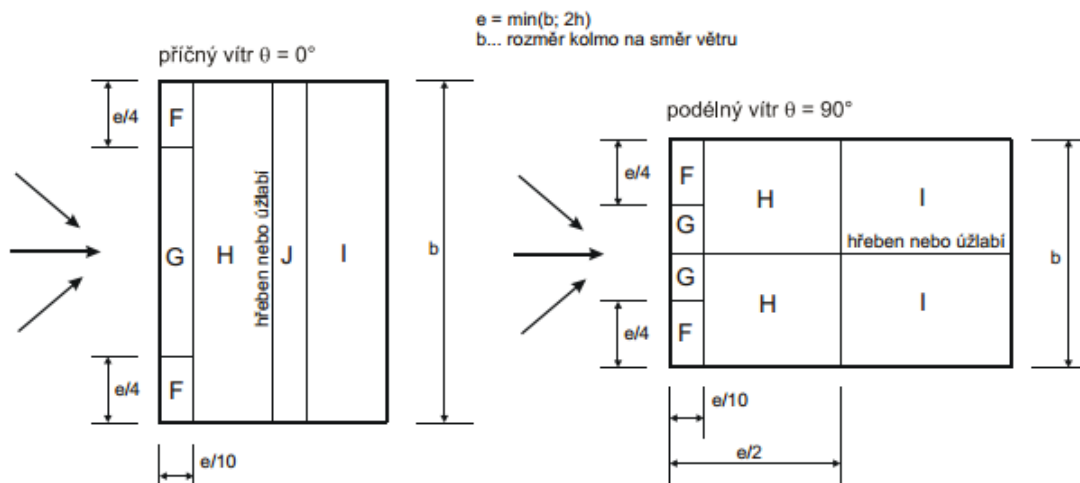 e = min(b; 2h)
b... rozměr kolmo na směr větru
příčný vítr θ = 0°
e/4
F
G
H
hřeben nebo úžlabí
J
I
b
e/4
F
e/10
podélný vítr θ = 90°
e/4
F
H
I
G
hřeben nebo úžlabí
b
G
H
I
e/4
F
e/10
e/2